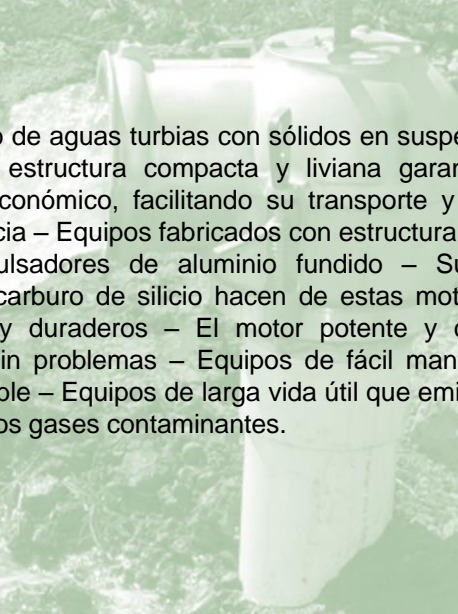 o de aguas turbias con sólidos en suspe
estructura compacta y liviana garan
conómico, facilitando su transporte y
cia – Equipos fabricados con estructura
ulsadores de aluminio fundido – Su
carburo de silicio hacen de estas mot
y duraderos – El motor potente y c
in problemas – Equipos de fácil man
ble – Equipos de larga vida útil que emi
os gases contaminantes.